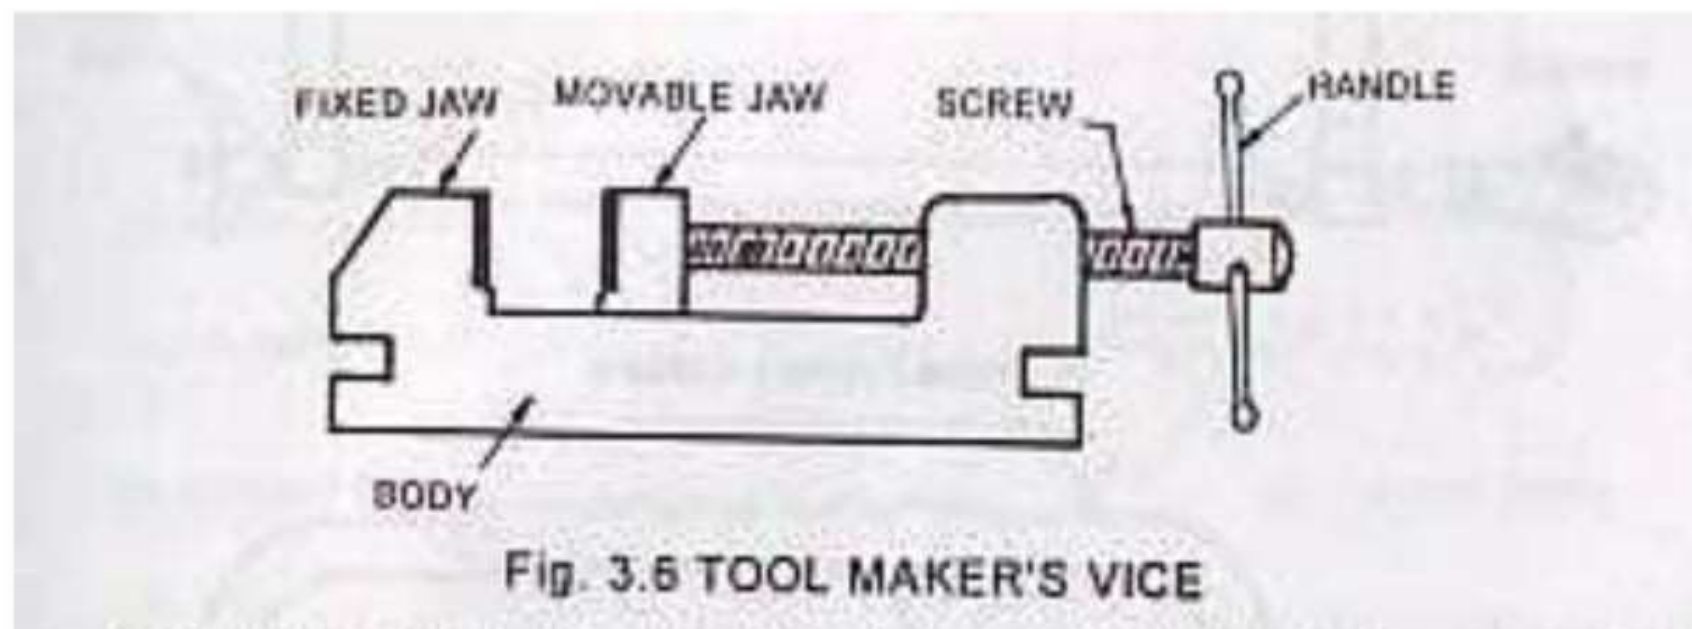 FIXED JAW
MOVABLE JAW
SCREW
HANDLE
BODY
Fig. 3.6 TOOL MAKER'S VICE